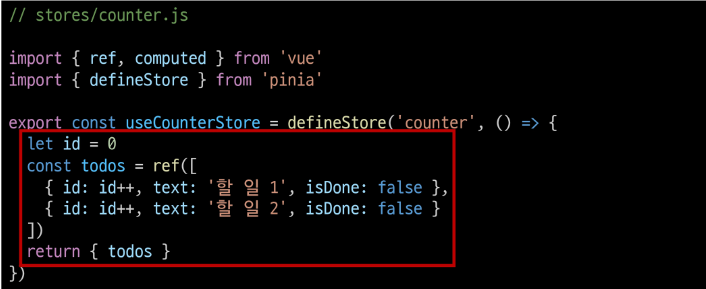 // stores/counter.js
import { ref, computed } from 'vue'
import { defineStore } from 'pinia'
export const useCounterStore = defineStore('counter', () => {
let id = 0
const todos = ref([
{ id: id++, text: '할 일 1', isDone: false },
{ id: id++, text: '할 일 2', isDone: false }
])
return { todos }
})